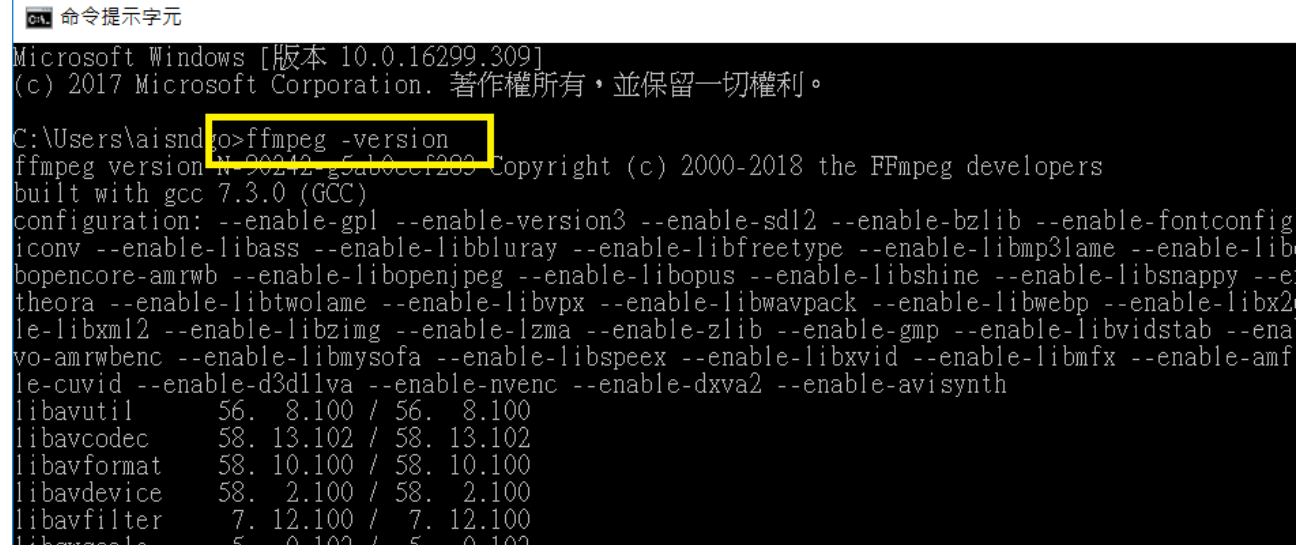 命令提示字元
Microsoft Windows [版本 10.0.16299.309]
(c) 2017 Microsoft Corporation. 著作權所有，並保留一切權利。
C:\Users\aisndgo>ffmpeg -version
ffmpeg version Copyright (c) 2000-2018 the FFmpeg developers
built with gcc 7.3.0 (GCC)
configuration: --enable-gpl --enable-version3 --enable-sdl2 --enable-bzlib --enable-fontconfig
iconv --enable-libass --enable-libbluray --enable-libfreetype --enable-libmp3lame
bopencore-amrwb --enable-libopenjpeg --enable-libopus --enable-libshine --enable-libsnappy
theora --enable-libtwolame --enable-libvpx --enable-libwavpack --enable-libwebp
le-libxml2 --enable-libzimg --enable-lzma --enable-zlib --enable-gmp --enable-libvidstab
vo-amrwbenc --enable-libmysofa --enable-libspeex --enable-libxvid --enable-libmfx --enable-amf
le-cuvid --enable-d3d11va --enable-nvenc --enable-dxva2 --enable-avisynth
libavutil 56. 8.100 / 56. 8.100
libavcodec 58. 13.102 / 58. 13.102
libavformat 58. 10.100 / 58. 10.100
libavdevice 58. 2.100 / 58. 2.100
libavfilter 7. 12.100 / 7. 12.100